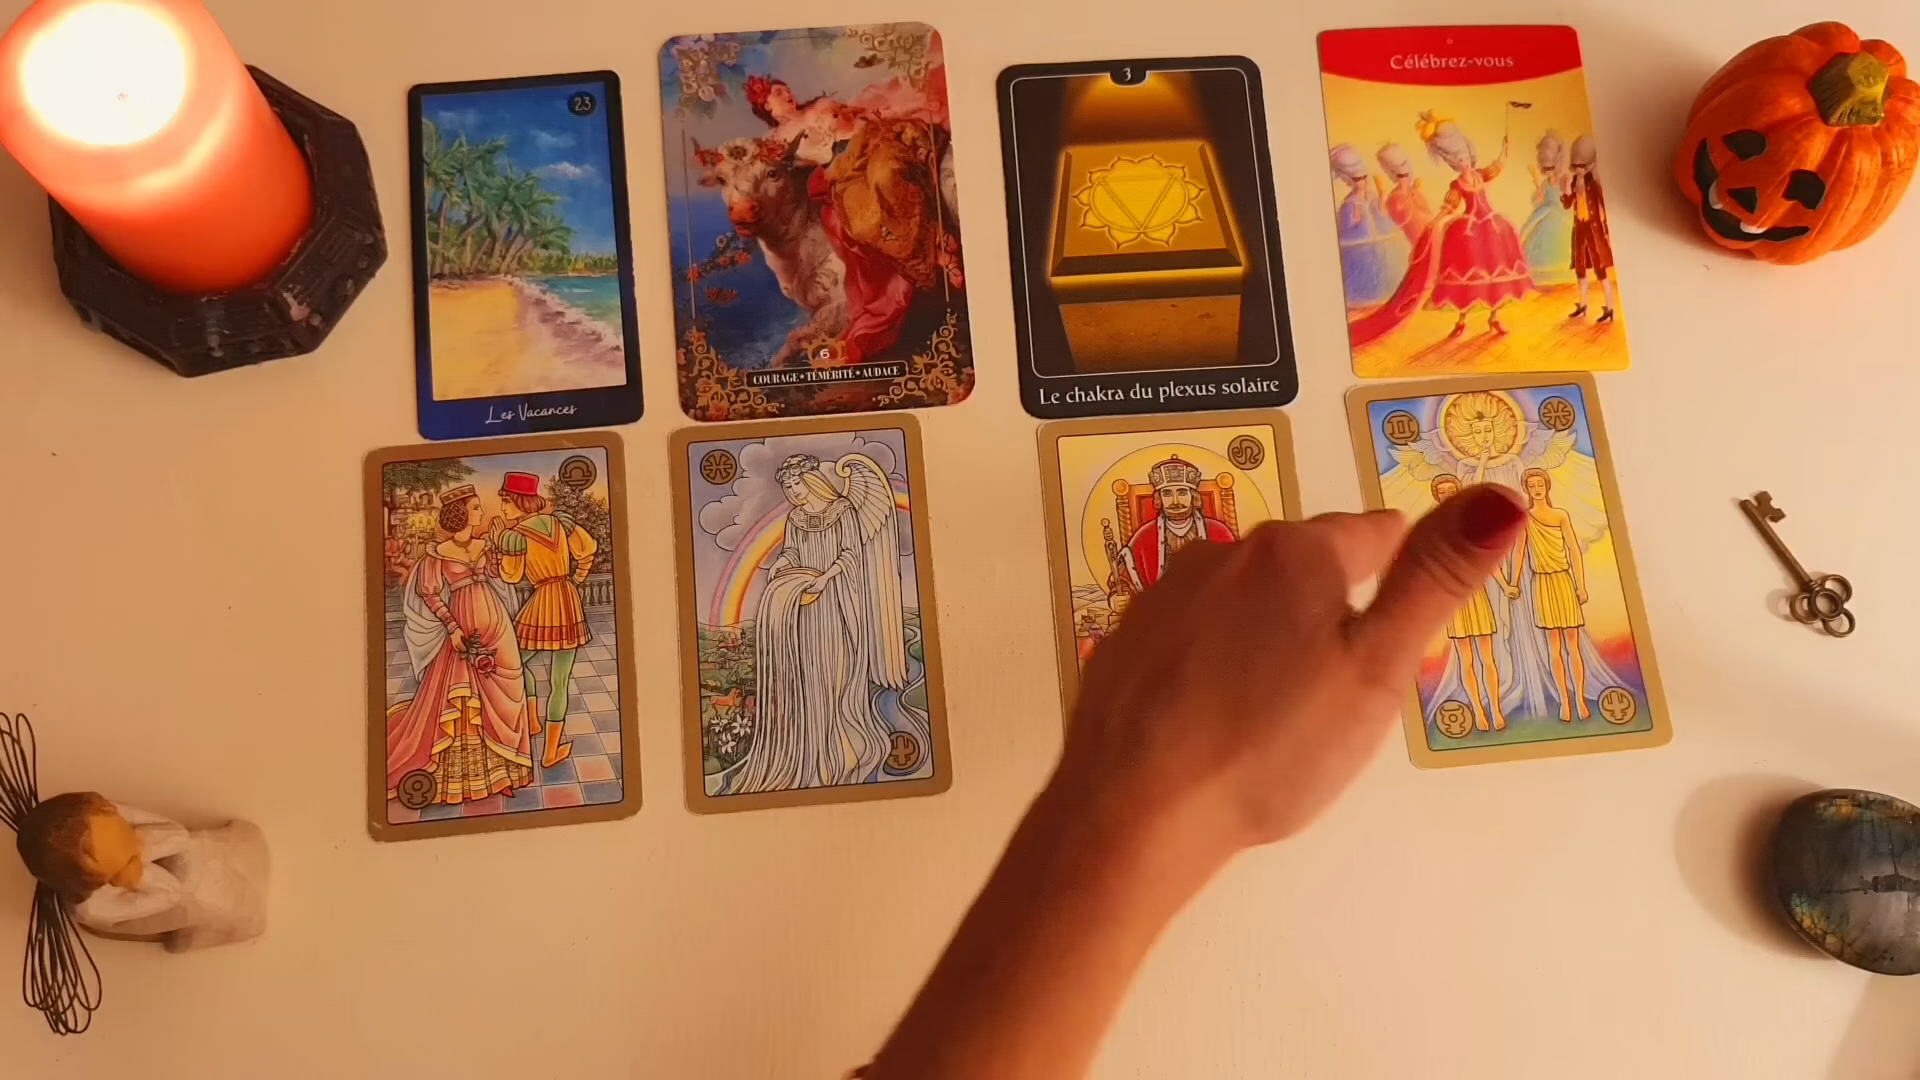 23
Les Vacances
6
COURAGE • TÉMÉRITÉ • AUDACE
3
Le chakra du plexus solaire
Célébrez-vous